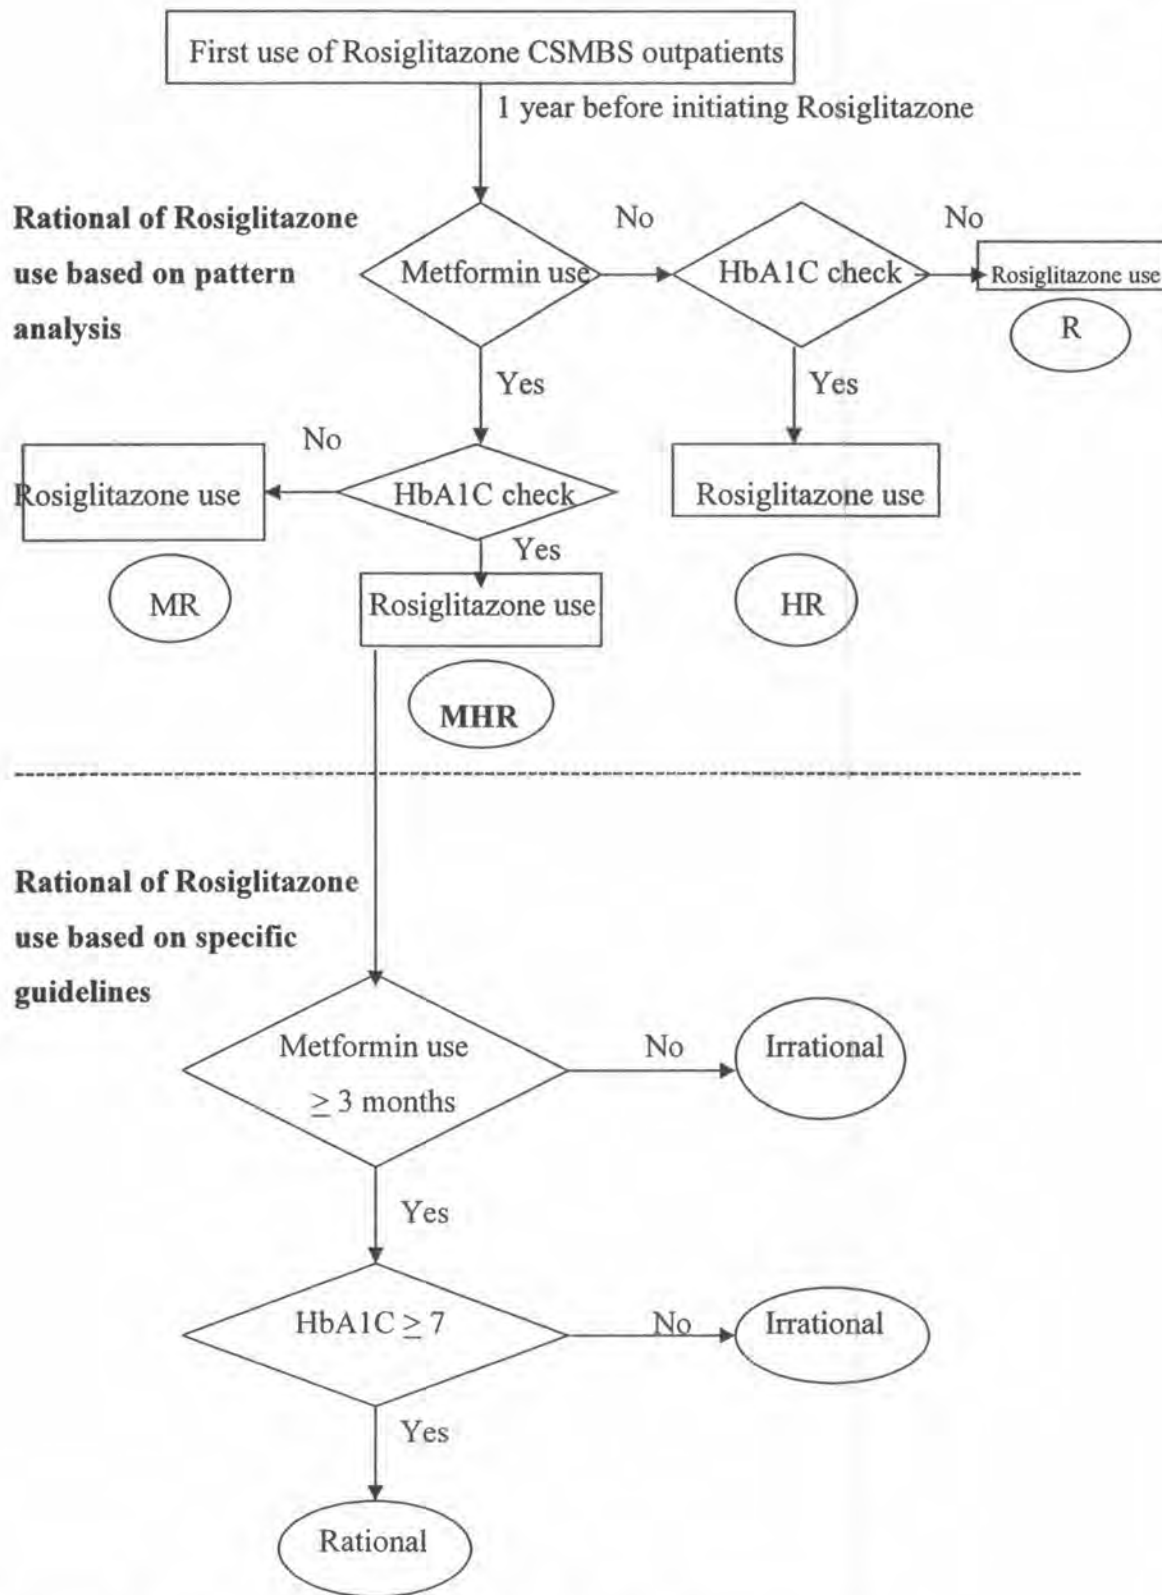 First use of Rosiglitazone CSMBS outpatients
1 year before initiating Rosiglitazone
Rational of Rosiglitazone
use based on pattern
analysis
Metformin use
No
HbA1C check
No
Rosiglitazone use
R
Yes
Yes
Rosiglitazone use
No
HbA1C check
Rosiglitazone use
Yes
MR
Rosiglitazone use
HR
MHR
Rational of Rosiglitazone
use based on specific
guidelines
Metformin use
≥ 3 months
No
Irrational
Yes
HbA1C ≥ 7
No
Irrational
Yes
Rational